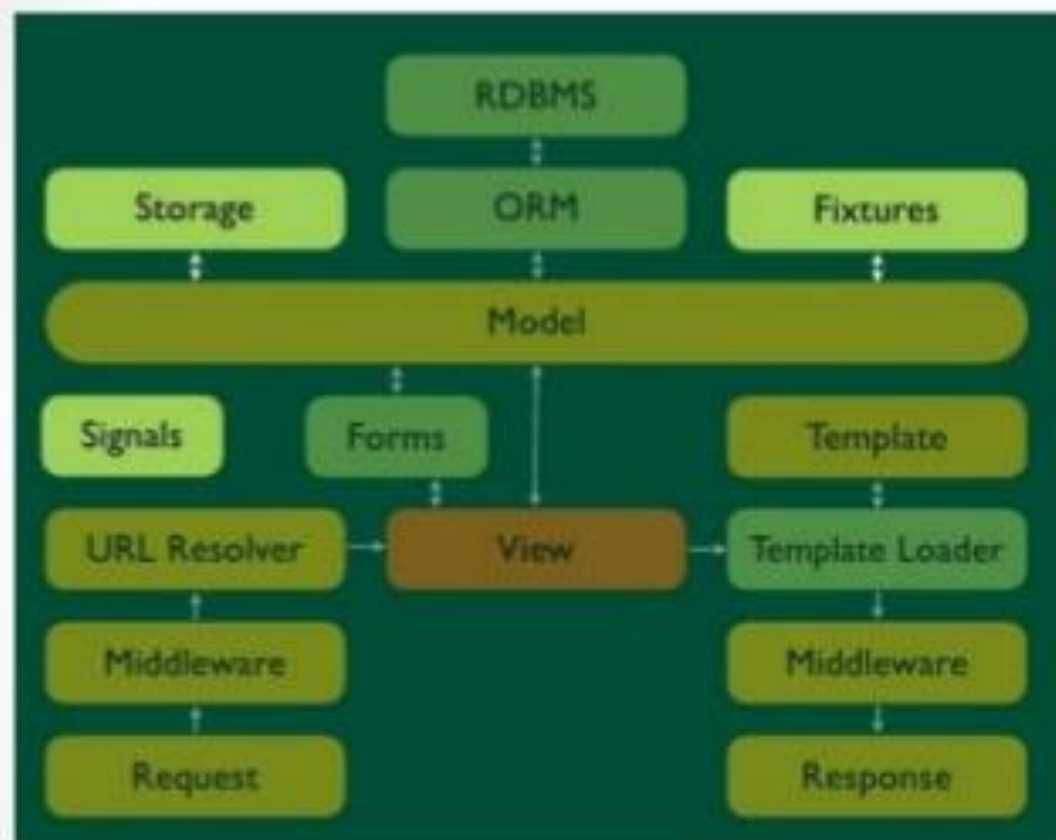 RDBMS
Storage
ORM
Fixtures
Model
Signals
Forms
Template
URL Resolver
View
Template Loader
Middleware
Middleware
Request
Response